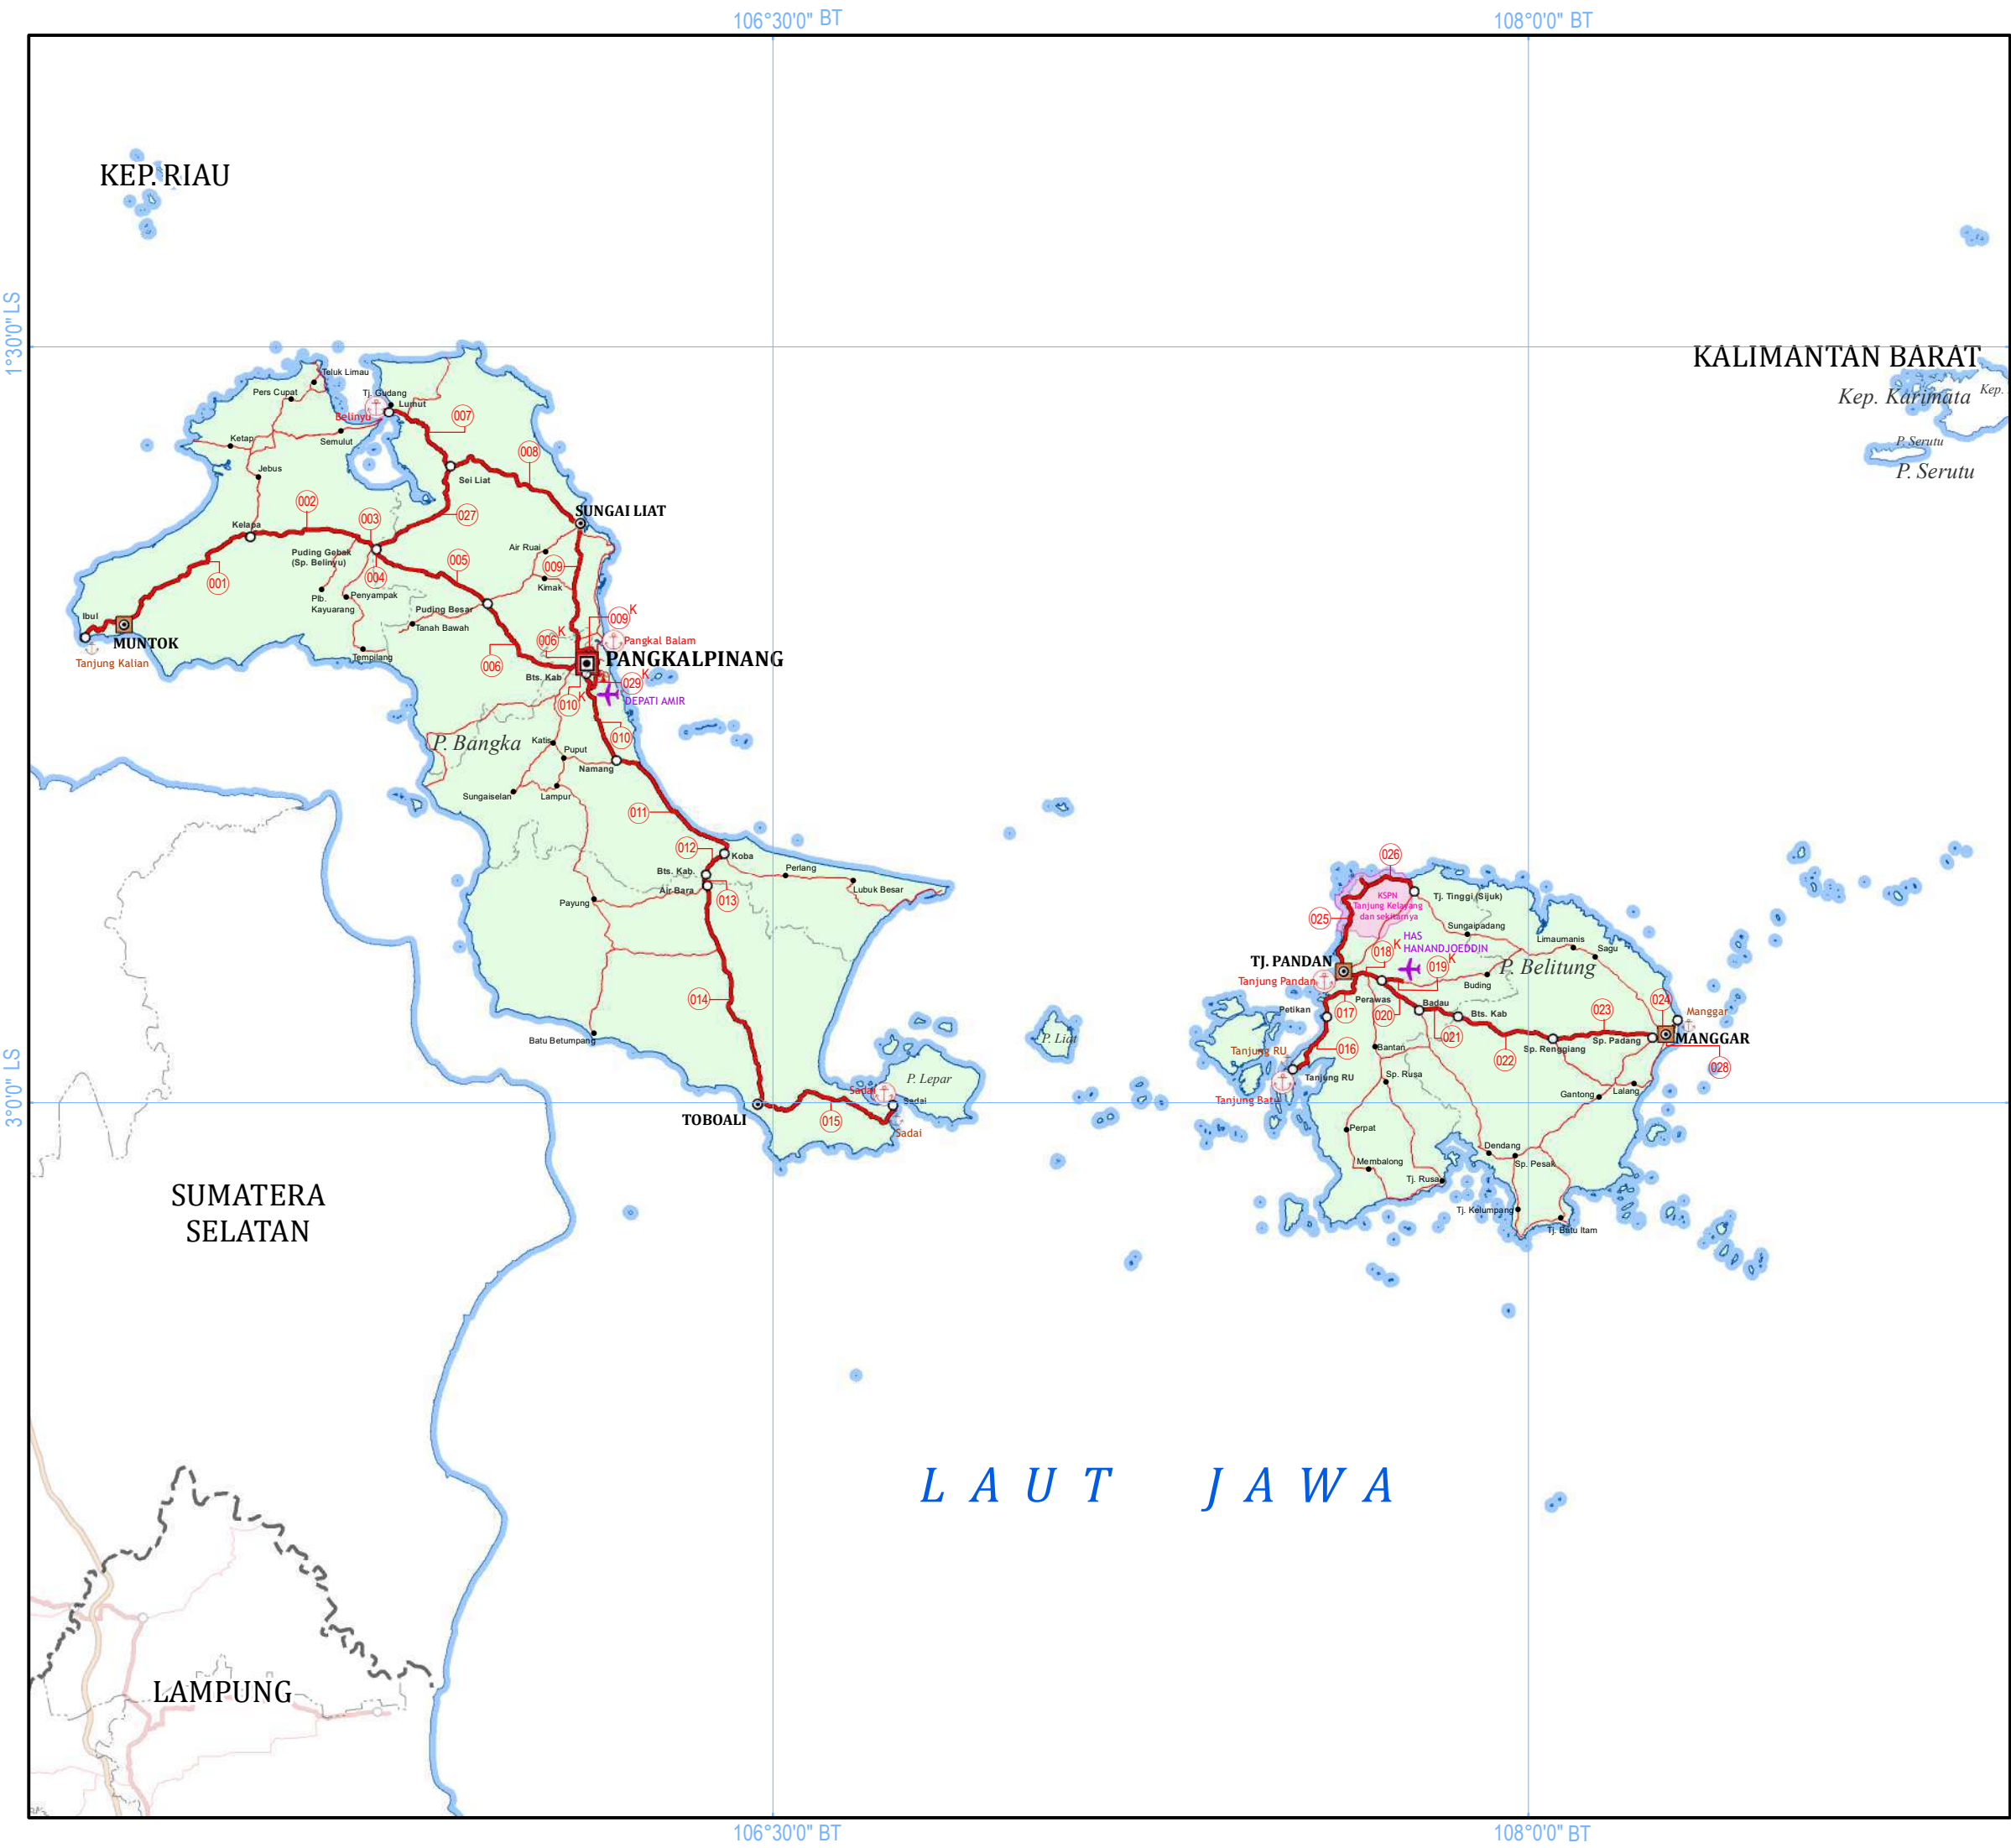 106°30'0" BT
108°0'0" BT
KEP. RIAU
1°30'0" LS
KALIMANTAN BARAT
Kep. Karimata
Kep.
P. Serutu
P. Serutu
Teluk Limau
Pers Cupat
Tj. Gudang
Lumut
Belinyu
007
Ketap
Semulut
008
Jebus
Sei Liat
002
003
027
SUNGAI LIAT
Kelapa
Puding Gebak
(Sp. Belinyu)
Air Ruai
005
009
001
004
Kimak
Plb.
Kayuarang
Penyampak
Puding Besar
Ibul
Tanah Bawah
009 K
006 K
Pangkal Balam
MUNTOK
Tanjung Kalian
Tempilang
006
PANGKALPINANG
Bts. Kab
029 K
010 K
DEPATI AMIR
P. Bangka
Katis
010
Puput
Namang
Sungaiselan
Lampur
011
012
Koba
Bts. Kab.
Perlang
Air Bara
013
Lubuk Besar
Payung
026
KSPN
Tanjung Kelayang
dan sekitarnya
Tj. Tinggi (Sijuk)
025
Sungaipadang
HAS
HANANDJOEDDIN
Limaumanis
Sagu
018 K
TJ. PANDAN
019 K
P. Belitung
Tanjung Pandan
Buding
014
Perawas
Badau
024
Petikan
017
020
Bts. Kab
023
Manggar
021
022
Sp. Renggiang
Sp. Padang
MANGGAR
Batu Betumpang
P. Liat
016
Bantan
Tanjung RU
028
Tanjung RU
Sp. Rusa
P. Lepar
Sadai
Sadai
Tanjung Batu
Gantong
Lalang
3°0'0" LS
TOBOALI
015
Sadai
Perpat
Dendang
Membalong
Sp. Pesak
Tj. Rusa
SUMATERA
SELATAN
Tj. Kelumpang
Tj. Batu Itam
LAUT JAWA
LAMPUNG
106°30'0" BT
108°0'0" BT